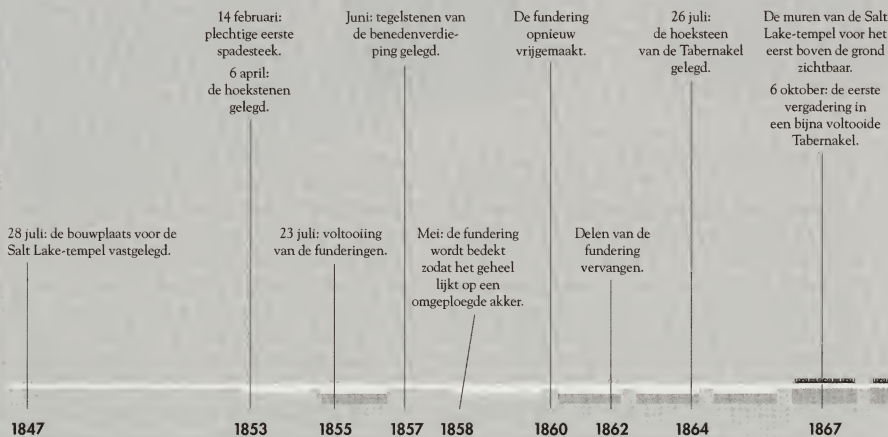 14 februari:
plechtige eerste
spadesteek.
6 april:
de hoekstenen
gelegd.
Juni: tegelstenen van
de benedenverdie-
ping gelegd.
De fundering
opnieuw
vrijgemaakt.
26 juli:
de hoeksteen
van de Tabernakel
gelegd.
De muren van de Salt
Lake-tempel voor het
eerst boven de grond
zichtbaar.
6 oktober: de eerste
vergadering in
een bijna voltooide
Tabernakel.
28 juli: de bouwplaats voor de
Salt Lake-tempel vastgelegd.
23 juli: voltooiing
van de funderingen.
Mei: de fundering
wordt bedekt
zodat het geheel
lijkt op een
omgeploegde akker.
Delen van de
fundering
vervangen.
1847 1853 1855 1857 1858 1860 1862 1864 1867